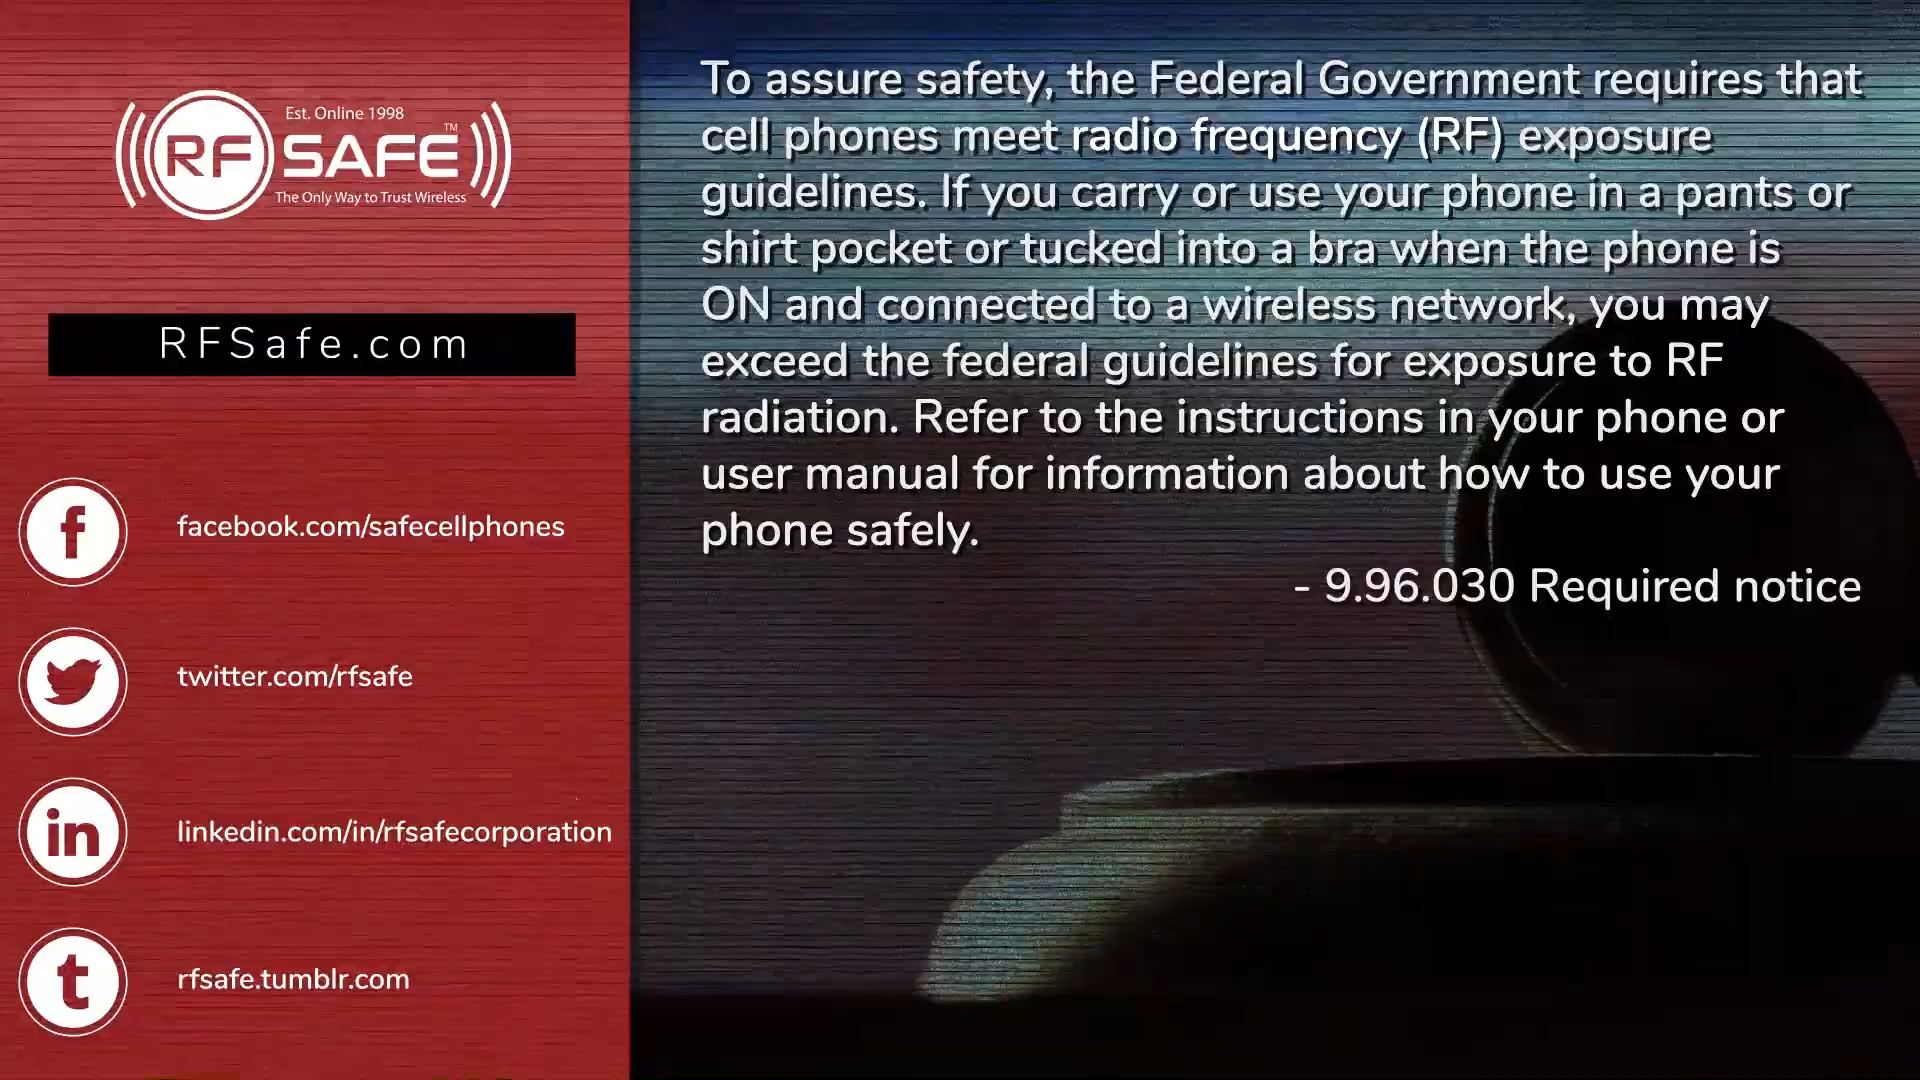 Est. Online 1998
RF SAFE™
The Only Way to Trust Wireless
RFSafe.com
facebook.com/safecellphones
twitter.com/rfsafe
linkedin.com/in/rfsafecorporation
rfsafe.tumblr.com
To assure safety, the Federal Government requires that
cell phones meet radio frequency (RF) exposure
guidelines. If you carry or use your phone in a pants or
shirt pocket or tucked into a bra when the phone is
ON and connected to a wireless network, you may
exceed the federal guidelines for exposure to RF
radiation. Refer to the instructions in your phone or
user manual for information about how to use your
phone safely.
- 9.96.030 Required notice